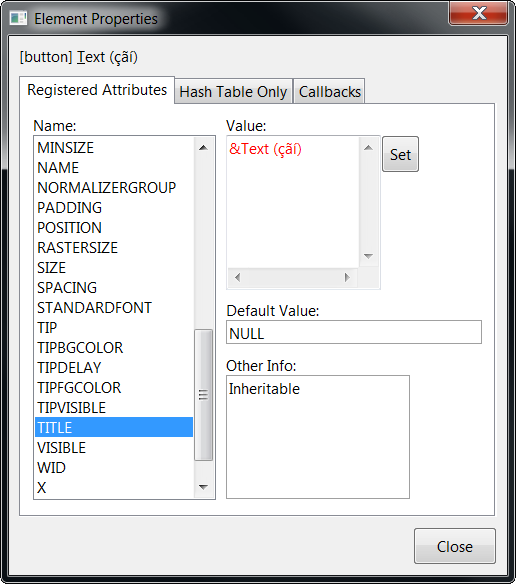 Element Properties
[button] Text (çãí)
Registered Attributes
Hash Table Only
Callbacks
Name:
MINSIZE
NAME
NORMALIZERGROUP
PADDING
POSITION
RASTERSIZE
SIZE
SPACING
STANDARDFONT
TIP
TIPBGCOLOR
TIPDELAY
TIPFGCOLOR
TIPVISIBLE
TITLE
VISIBLE
WID
X
Value:
&Text (çãí)
Set
Default Value:
NULL
Other Info:
Inheritable
Close